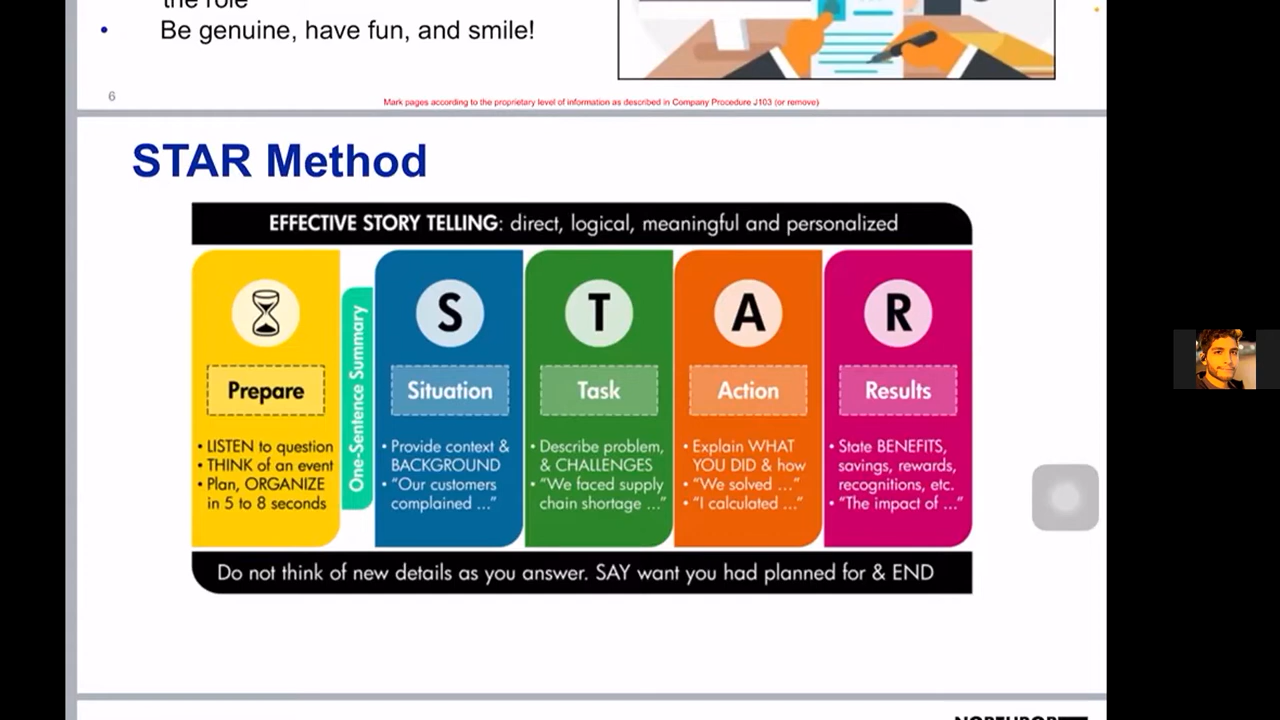 the role
• Be genuine, have fun, and smile!
6
Mark pages according to the proprietary level of information as described in Company Procedure J103 (or remove)
STAR Method
EFFECTIVE STORY TELLING: direct, logical, meaningful and personalized
Prepare
• LISTEN to question
• THINK of an event
• Plan, ORGANIZE
in 5 to 8 seconds
One-Sentence Summary
S
Situation
• Provide context &
BACKGROUND
• "Our customers
complained ..."
T
Task
• Describe problem,
& CHALLENGES
• "We faced supply
chain shortage ..."
A
Action
• Explain WHAT
YOU DID & how
• "We solved ..."
• "I calculated ..."
R
Results
• State BENEFITS,
savings, rewards,
recognitions, etc.
• "The impact of ..."
Do not think of new details as you answer. SAY want you had planned for & END